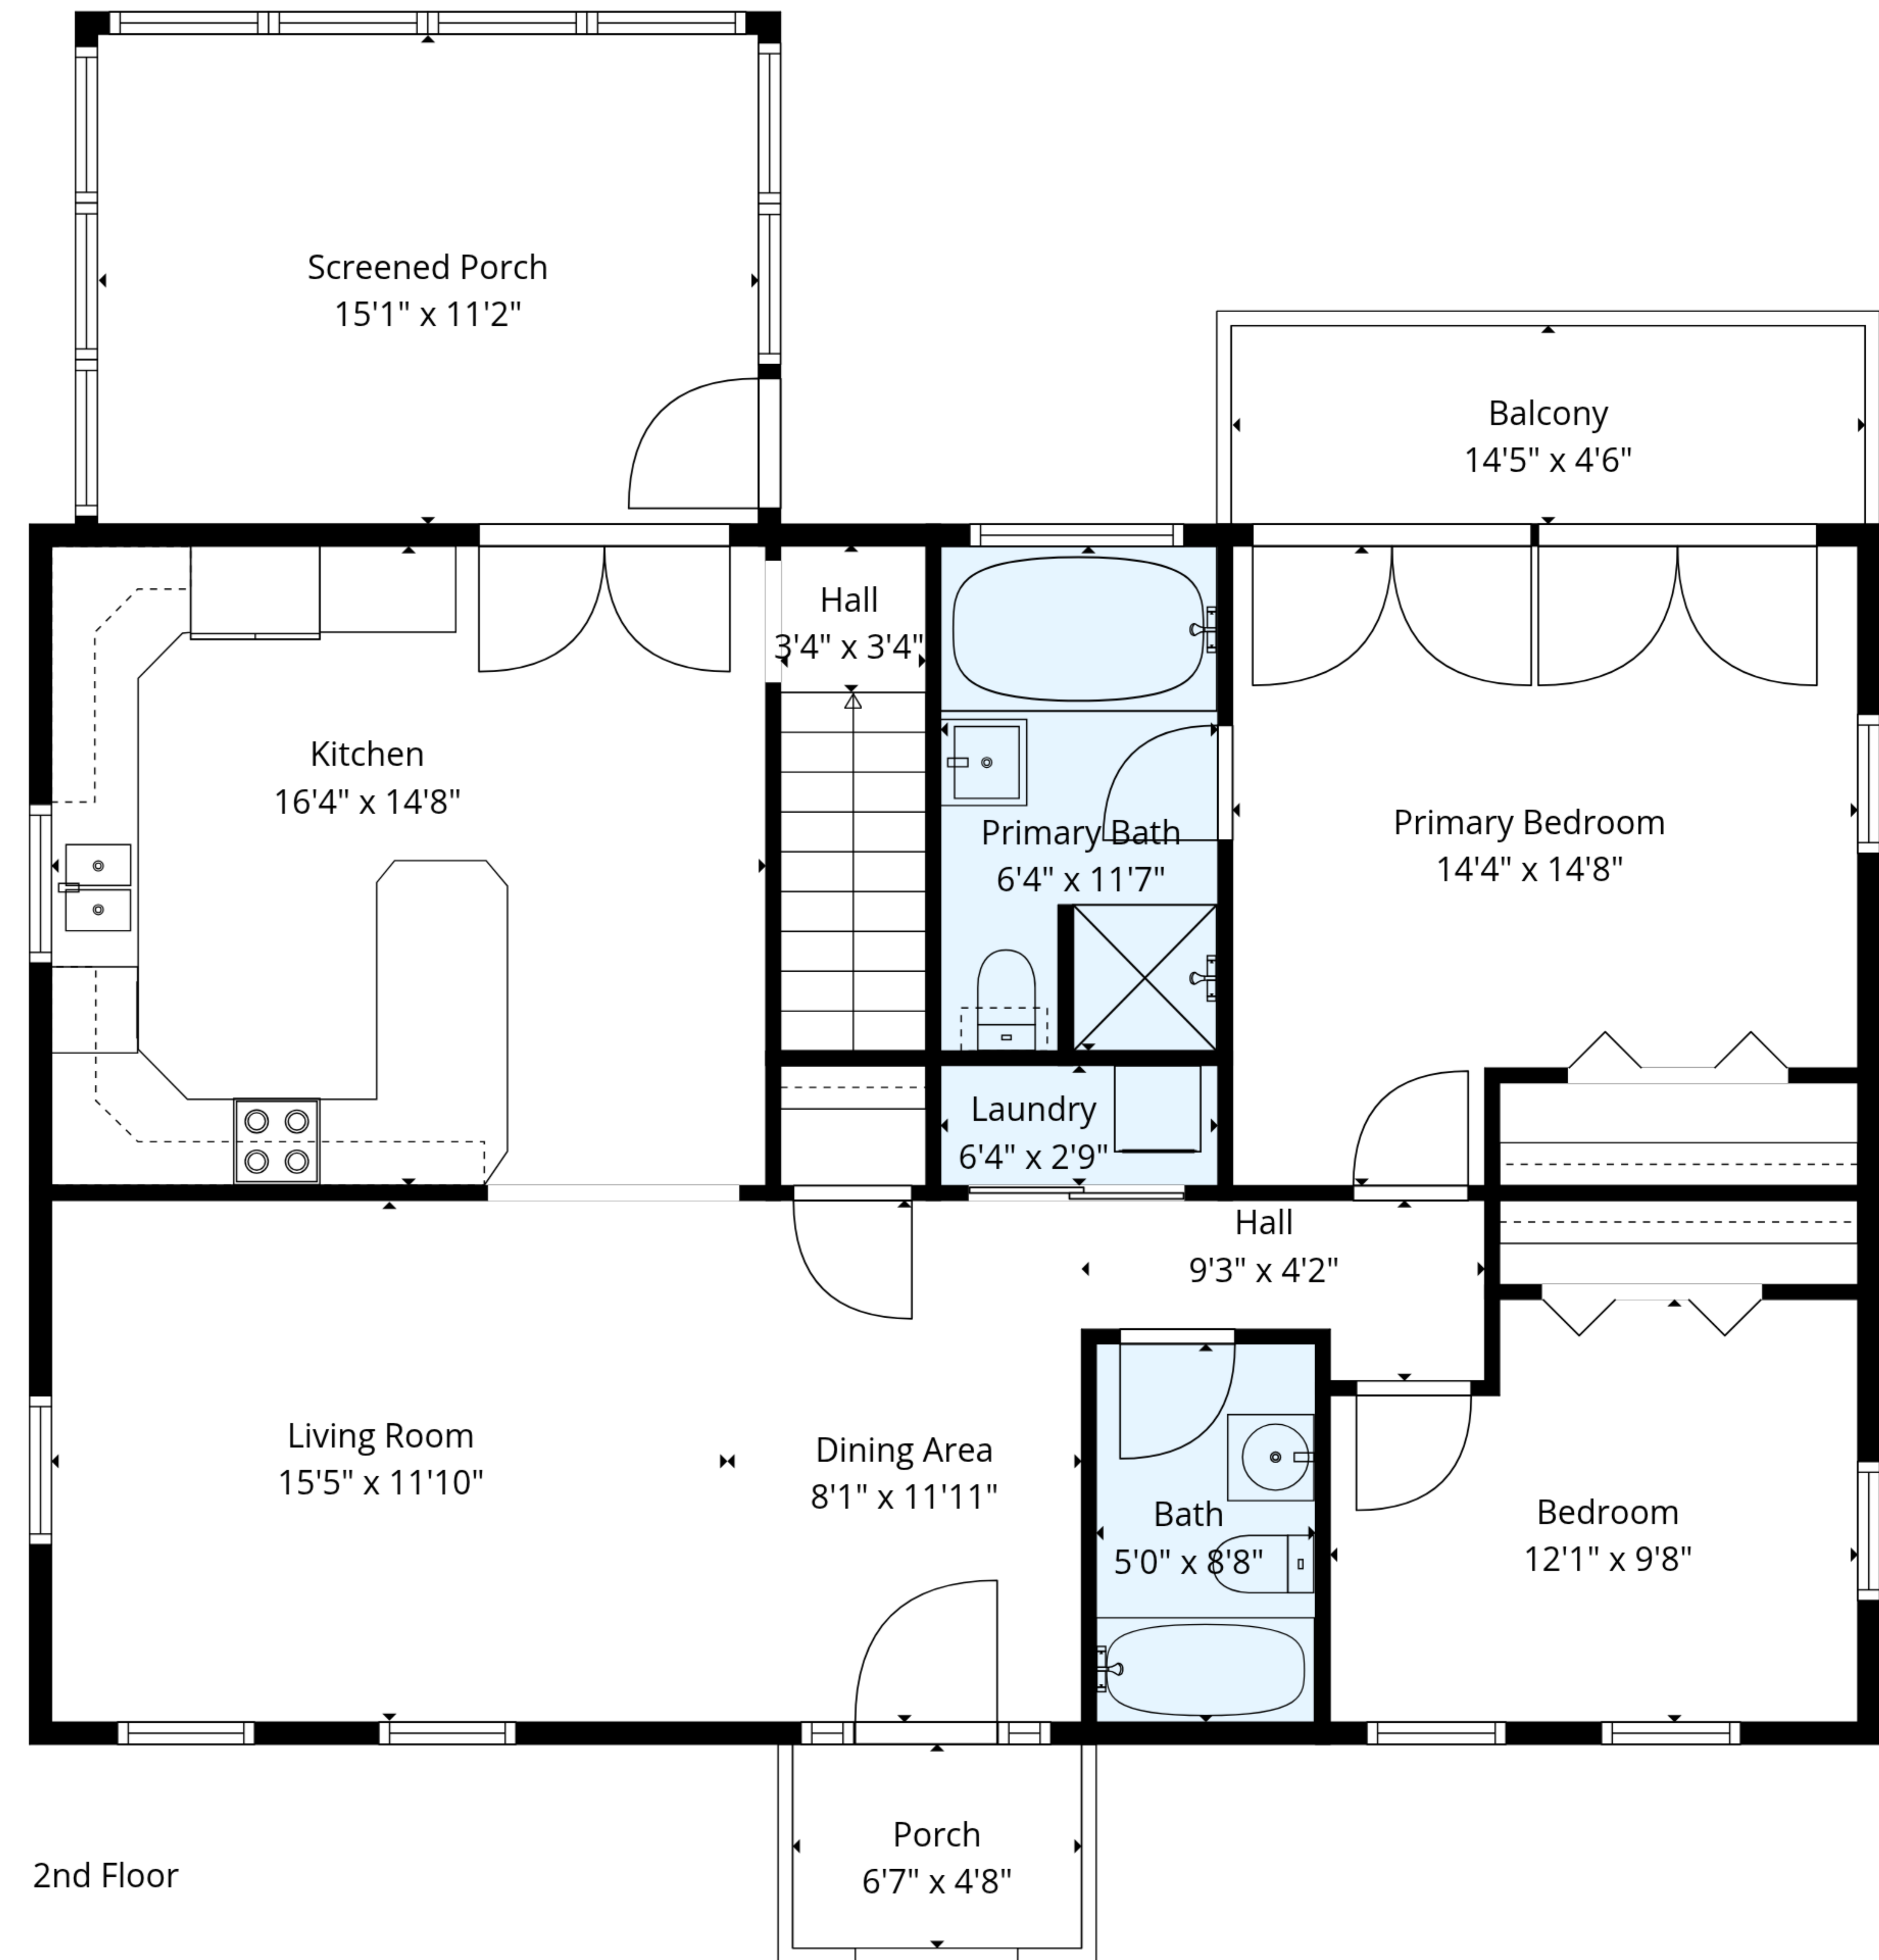 Screened Porch
15'1" x 11'2"
Balcony
14'5" x 4'6"
Hall
3'4" x 3'4"
Kitchen
16'4" x 14'8"
Primary Bath
6'4" x 11'7"
Primary Bedroom
14'4" x 14'8"
Laundry
6'4" x 2'9"
Hall
9'3" x 4'2"
Living Room
15'5" x 11'10"
Dining Area
8'1" x 11'11"
Bath
5'0" x 8'8"
Bedroom
12'1" x 9'8"
Porch
6'7" x 4'8"
2nd Floor